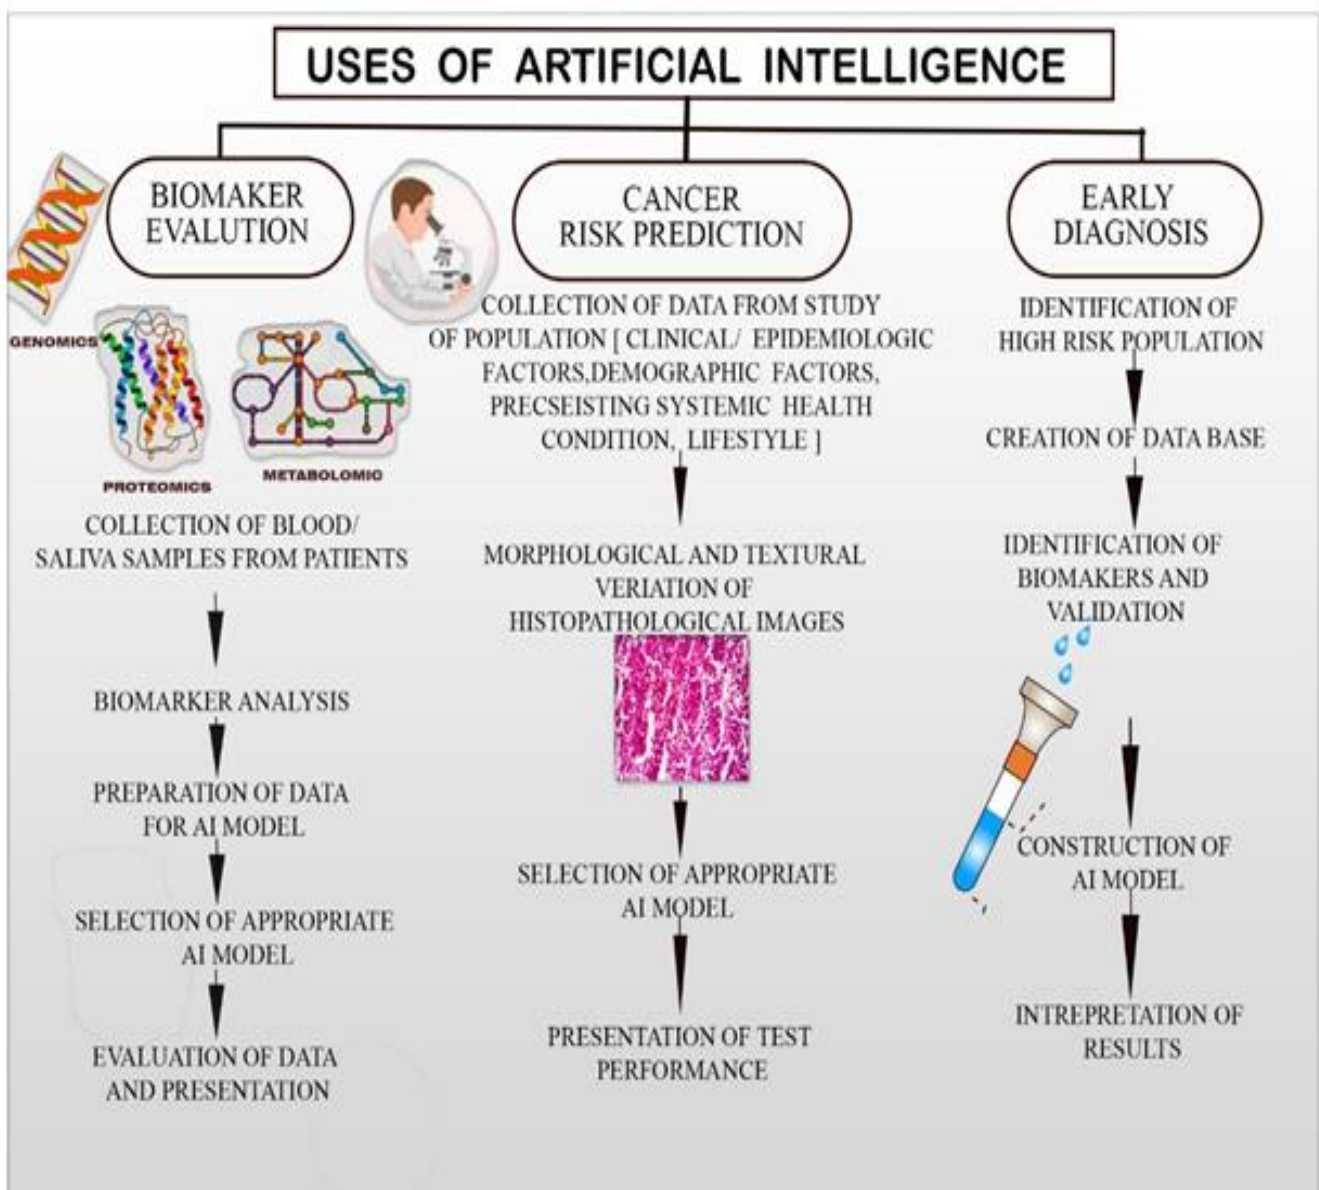 USES OF ARTIFICIAL INTELLIGENCE
BIOMAKER
EVALUTION
GENOMICS
PROTEOMICS
METABOLOMIC
COLLECTION OF BLOOD/
SALIVA SAMPLES FROM PATIENTS
BIOMARKER ANALYSIS
PREPARATION OF DATA
FOR AI MODEL
SELECTION OF APPROPRIATE
AI MODEL
EVALUATION OF DATA
AND PRESENTATION
CANCER
RISK PREDICTION
COLLECTION OF DATA FROM STUDY
OF POPULATION [ CLINICAL/ EPIDEMIOLOGIC
FACTORS,DEMOGRAPHIC FACTORS,
PRECSEISTING SYSTEMIC HEALTH
CONDITION, LIFESTYLE ]
MORPHOLOGICAL AND TEXTURAL
VERIATION OF
HISTOPATHOLOGICAL IMAGES
SELECTION OF APPROPRIATE
AI MODEL
PRESENTATION OF TEST
PERFORMANCE
EARLY
DIAGNOSIS
IDENTIFICATION OF
HIGH RISK POPULATION
CREATION OF DATA BASE
IDENTIFICATION OF
BIOMAKERS AND
VALIDATION
CONSTRUCTION OF
AI MODEL
INTREPRETATION OF
RESULTS